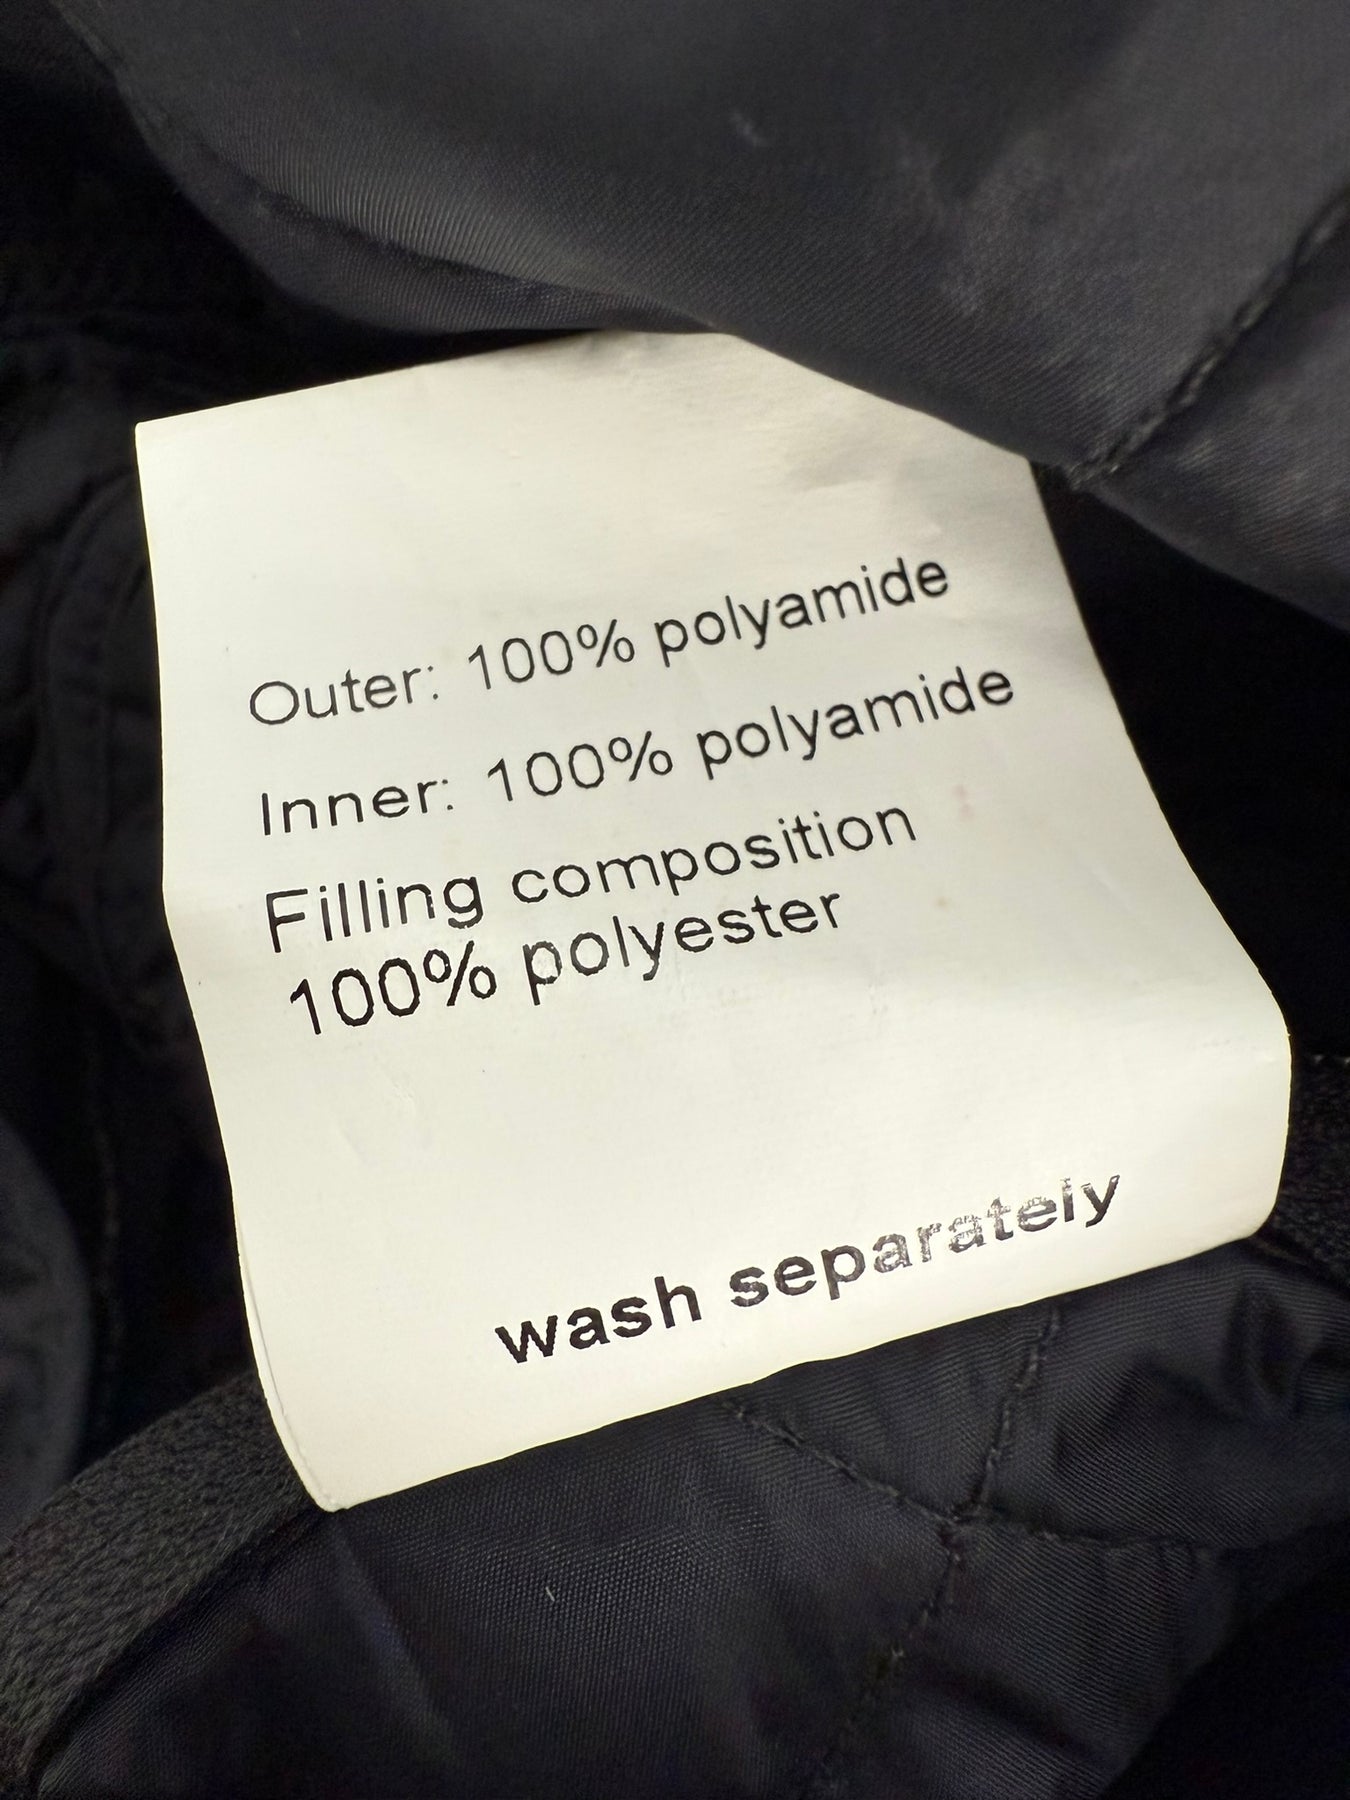 Outer: 100% polyamide
Inner: 100% polyamide
Filling composition
100% polyester
wash separately